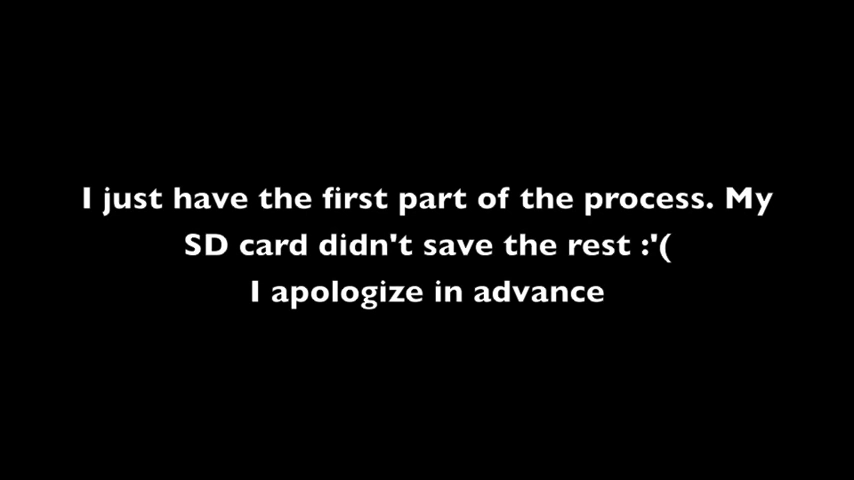 I just have the first part of the process. My
SD card didn't save the rest :'(
I apologize in advance